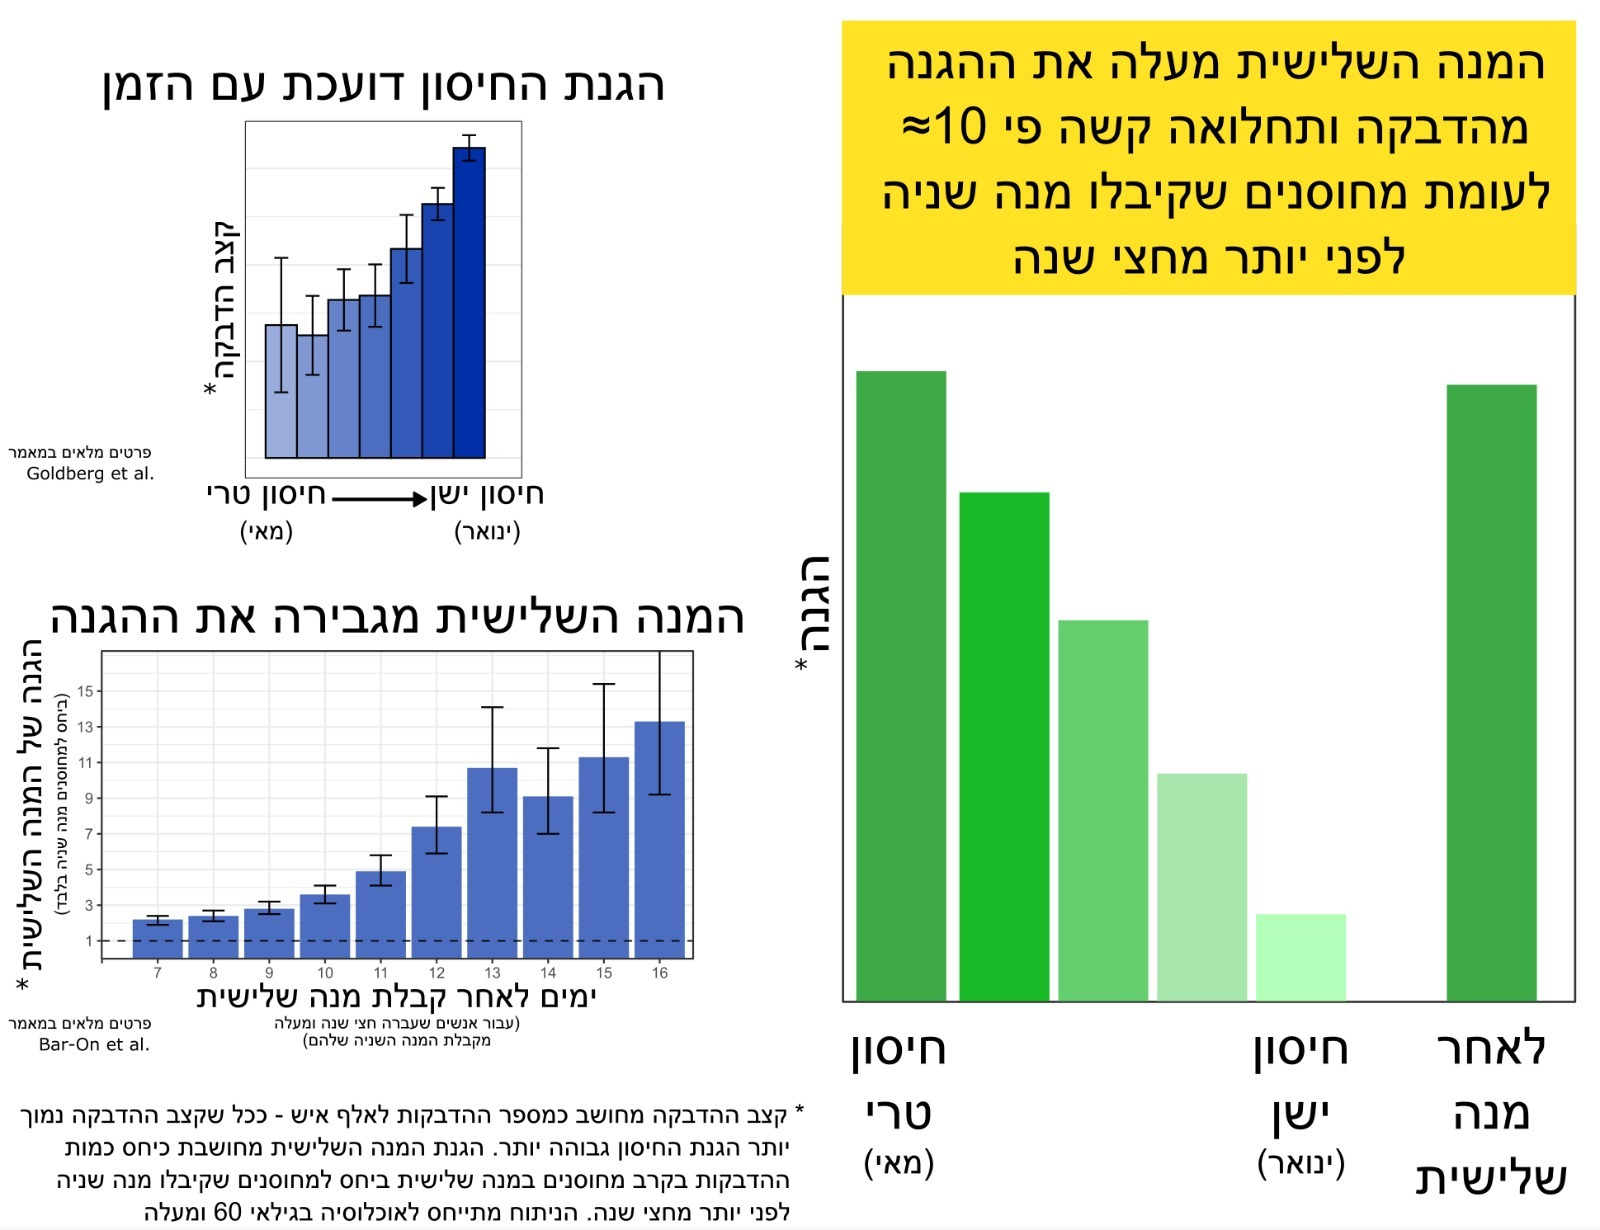 המנה השלישית מעלה את ההגנה
מהדבקה ותחלואה קשה פי 10≈
לעומת מחוסנים שקיבלו מנה שניה
לפני יותר מחצי שנה
הגנה*
חיסון
טרי
(מאי)
חיסון
ישן
(ינואר)
לאחר
מנה
שלישית
הגנת החיסון דועכת עם הזמן
קצב הדבקה*
פרטים מלאים במאמר
Goldberg et al.
חיסון טרי
(מאי)
חיסון ישן
(ינואר)
המנה השלישית מגבירה את ההגנה
הגנה של המנה השלישית*
(ביחס למחוסנים מנה שניה בלבד)
15
13
11
9
7
5
3
1
7 8 9 10 11 12 13 14 15 16
ימים לאחר קבלת מנה שלישית
(עבור אנשים שעברה חצי שנה ומעלה
מקבלת המנה השניה שלהם)
פרטים מלאים במאמר
Bar-On et al.
* קצב ההדבקה מחושב כמספר ההדבקות לאלף איש - ככל שקצב ההדבקה נמוך
יותר הגנת החיסון גבוהה יותר. הגנת המנה השלישית מחושבת כיחס כמות
ההדבקות בקרב מחוסנים במנה שלישית ביחס למחוסנים שקיבלו מנה שניה
לפני יותר מחצי שנה. הניתוח מתייחס לאוכלוסיה בגילאי 60 ומעלה